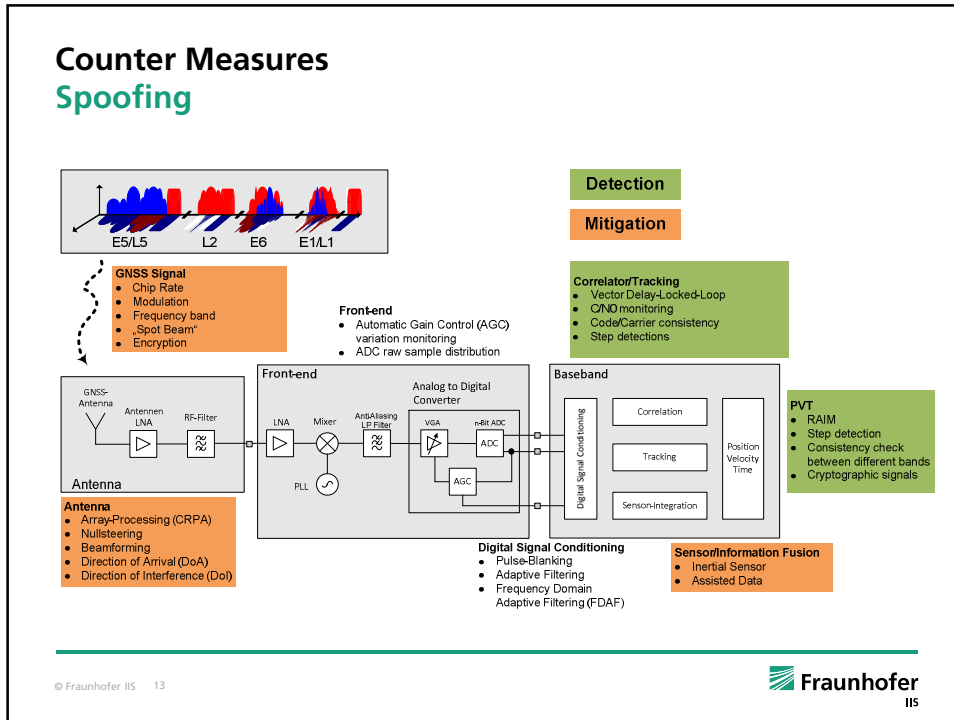 Counter Measures
Spoofing
Detection
Mitigation
E5/L5 L2 E6 E1/L1
GNSS Signal
● Chip Rate
● Modulation
● Frequency band
● „Spot Beam“
● Encryption
Front-end
● Automatic Gain Control (AGC)
variation monitoring
● ADC raw sample distribution
Correlator/Tracking
● Vector Delay-Locked-Loop
● C/N0 monitoring
● Code/Carrier consistency
● Step detections
GNSS-
Antenna
Antennen
LNA
RF-Filter
Antenna
Front-end
LNA
Mixer
PLL
Anti-Aliasing
LP Filter
Analog to Digital
Converter
VGA
n-Bit ADC
ADC
AGC
Baseband
Digital Signal Conditioning
Correlation
Tracking
Senson-Integration
Position
Velocity
Time
PVT
● RAIM
● Step detection
● Consistency check
between different bands
● Cryptographic signals
Antenna
● Array-Processing (CRPA)
● Nullsteering
● Beamforming
● Direction of Arrival (DoA)
● Direction of Interference (DoI)
Digital Signal Conditioning
● Pulse-Blanking
● Adaptive Filtering
● Frequency Domain
Adaptive Filtering (FDAF)
Sensor/Information Fusion
● Inertial Sensor
● Assisted Data
© Fraunhofer IIS 13
Fraunhofer
IIS